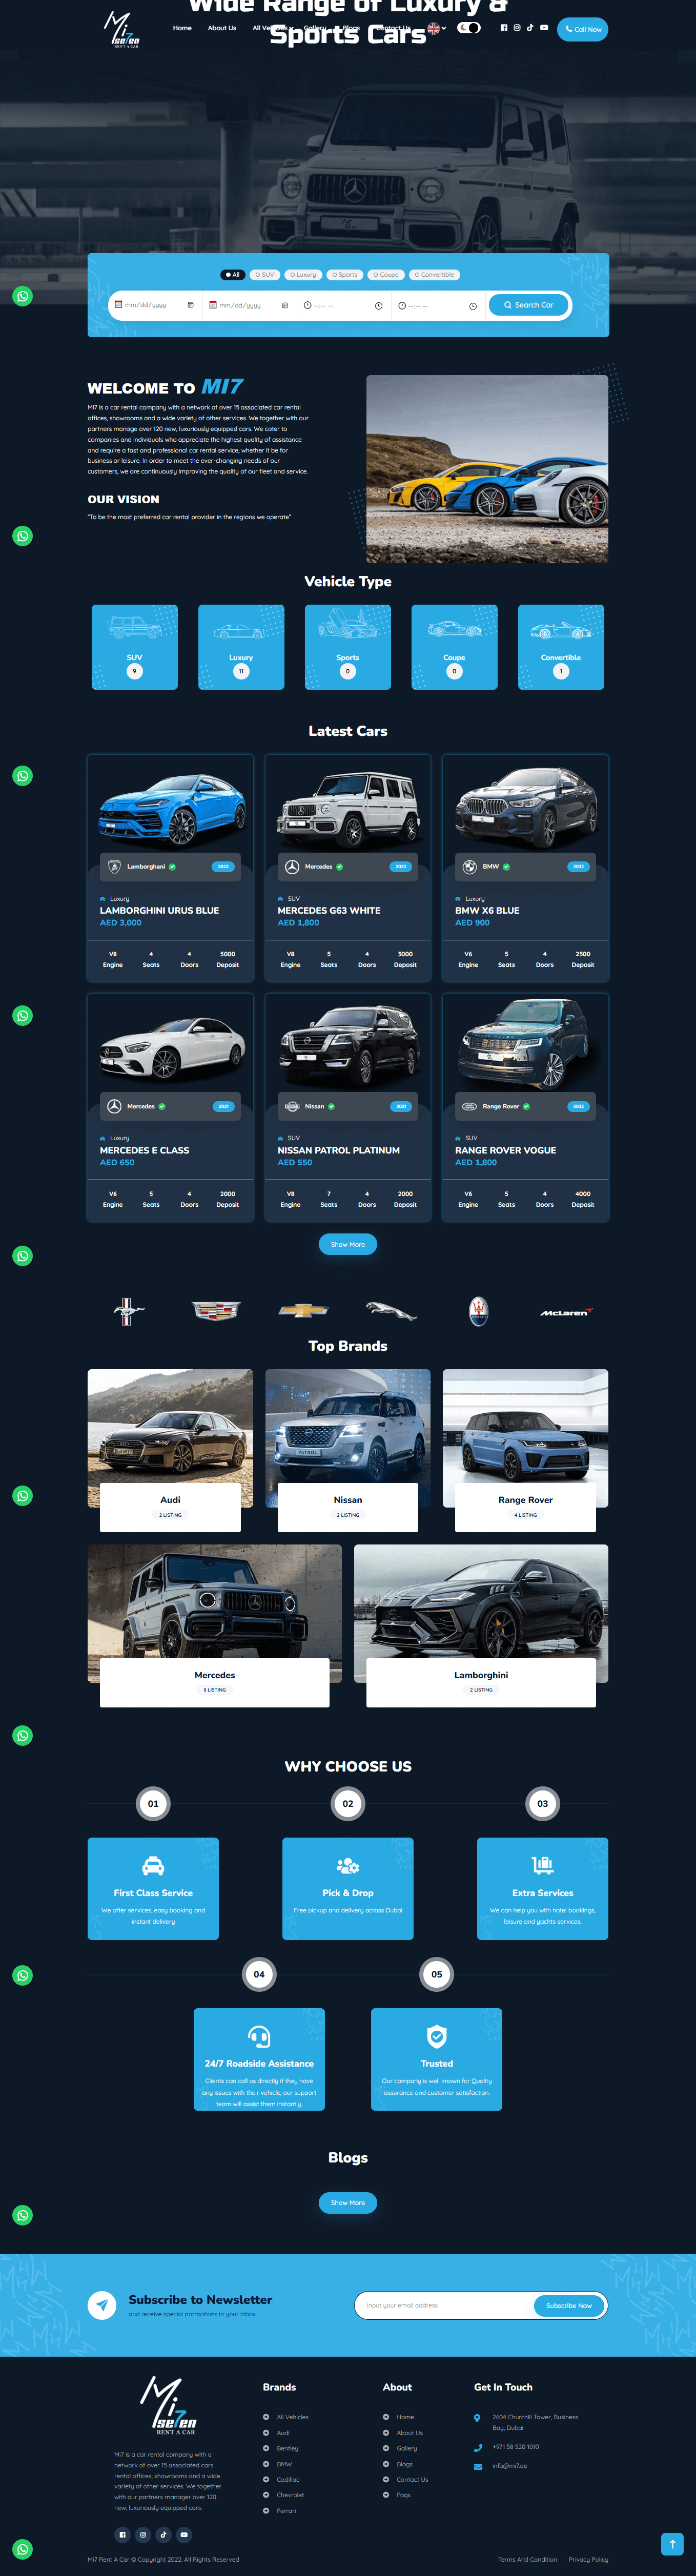 Wide Range of Luxury &
Sports Cars
Mi
se7en
RENT A CAR
Home
About Us
All Vehicles
Gallery
Blogs
Contact Us
Call Now
All
SUV
Luxury
Sports
Coupe
Convertible
mm/dd/yyyy
mm/dd/yyyy
--:-- --
--:-- --
Search Car
WELCOME TO MI7
Mi7 is a car rental company with a network of over 15 associated car rental
offices, showrooms and a wide variety of other services. We together with our
partners manage over 120 new, luxuriously equipped cars. We cater to
companies and individuals who appreciate the highest quality of assistance
and require a fast and professional car rental service, whether it be for
business or leisure. In order to meet the ever-changing needs of our
customers, we are continuously improving the quality of our fleet and service.
OUR VISION
"To be the most preferred car rental provider in the regions we operate"
Vehicle Type
SUV
9
Luxury
11
Sports
0
Coupe
0
Convertible
1
Latest Cars
Lamborghani
2022
Luxury
LAMBORGHINI URUS BLUE
AED 3,000
V8 4 4 5000
Engine Seats Doors Deposit
Mercedes
2022
SUV
MERCEDES G63 WHITE
AED 1,800
V8 5 4 3000
Engine Seats Doors Deposit
BMW
2022
Luxury
BMW X6 BLUE
AED 900
V6 5 4 2500
Engine Seats Doors Deposit
Mercedes
2021
Luxury
MERCEDES E CLASS
AED 650
V6 5 4 2000
Engine Seats Doors Deposit
Nissan
2021
SUV
NISSAN PATROL PLATINUM
AED 550
V8 7 4 2000
Engine Seats Doors Deposit
Range Rover
2022
SUV
RANGE ROVER VOGUE
AED 1,800
V6 5 4 4000
Engine Seats Doors Deposit
Show More
McLaren
Top Brands
PATROL
Audi
2 LISTING
Nissan
2 LISTING
Range Rover
4 LISTING
Mercedes
8 LISTING
Lamborghini
2 LISTING
WHY CHOOSE US
01
02
03
First Class Service
We offer services, easy booking and
instant delivery
Pick & Drop
Free pickup and delivery across Dubai
Extra Services
We can help you with hotel bookings,
leisure and yachts services.
04
05
24/7 Roadside Assistance
Clients can call us directly if they have
any issues with their vehicle, our support
team will assist them instantly.
Trusted
Our company is well known for Quality
assurance and customer satisfaction.
Blogs
Show More
Subscribe to Newsletter
and receive special promotions in your inbox
Input your email address
Subscribe Now
Mi
se7en
RENT A CAR
Mi7 is a car rental company with a
network of over 15 associated cars
rental offices, showrooms and a wide
variety of other services. We together
with our partners manager over 120
new, luxuriously equipped cars.
Brands
All Vehicles
Audi
Bentley
BMW
Cadillac
Chevrolet
Ferrari
About
Home
About Us
Gallery
Blogs
Contact Us
Faqs
Get In Touch
2604 Churchill Tower, Business
Bay, Dubai
+971 58 520 1010
info@mi7.ae
Mi7 Rent A Car © Copyright 2022. All Rights Reserved
Terms And Condition | Privacy Policy